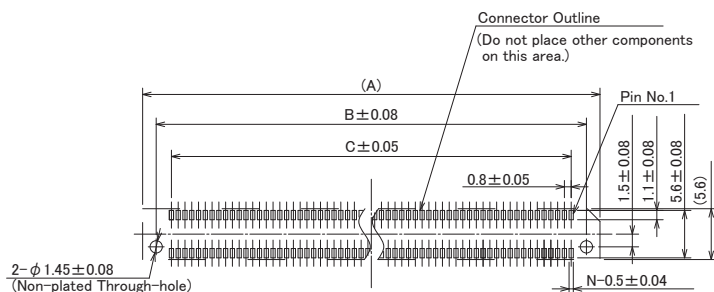 Connector Outline
(Do not place other components
on this area.)
(A)
Pin No.1
B±0.08
C±0.05
0.8±0.05
1.5±0.08
1.1±0.08
5.6±0.08
(5.6)
2-φ1.45±0.08
(Non-plated Through-hole)
N-0.5±0.04